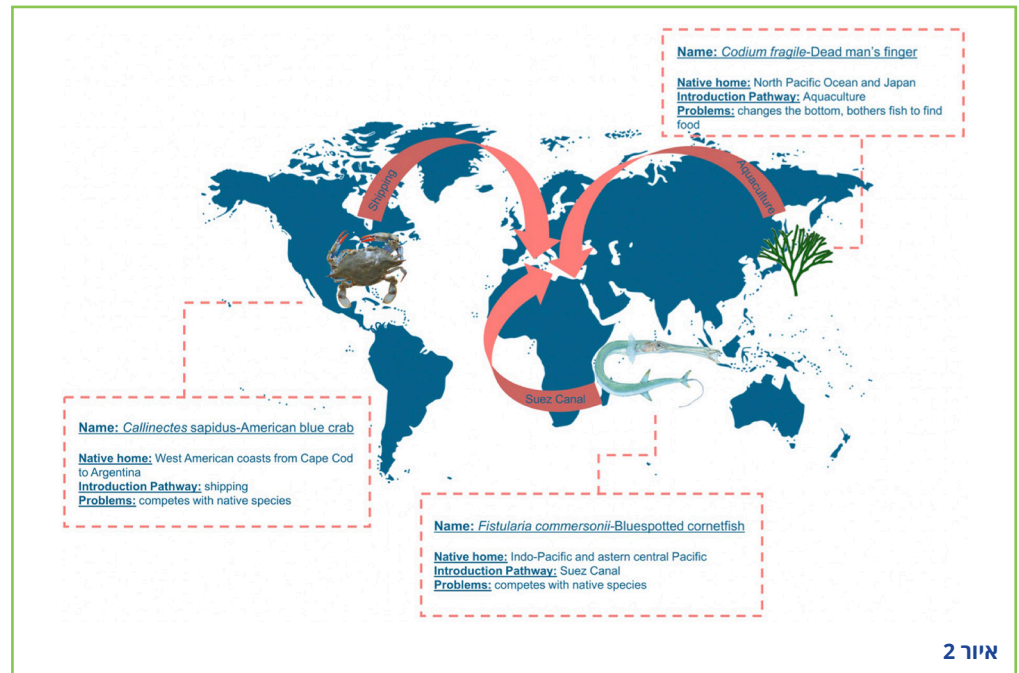 Name: Codium fragile-Dead man's finger
Native home: North Pacific Ocean and Japan
Introduction Pathway: Aquaculture
Problems: changes the bottom, bothers fish to find
food
Shipping
Aquaculture
Suez Canal
Name: Callinectes sapidus-American blue crab
Native home: West American coasts from Cape Cod
to Argentina
Introduction Pathway: shipping
Problems: competes with native species
Name: Fistularia commersonii-Bluespotted cornetfish
Native home: Indo-Pacific and astern central Pacific
Introduction Pathway: Suez Canal
Problems: competes with native species
איור 2